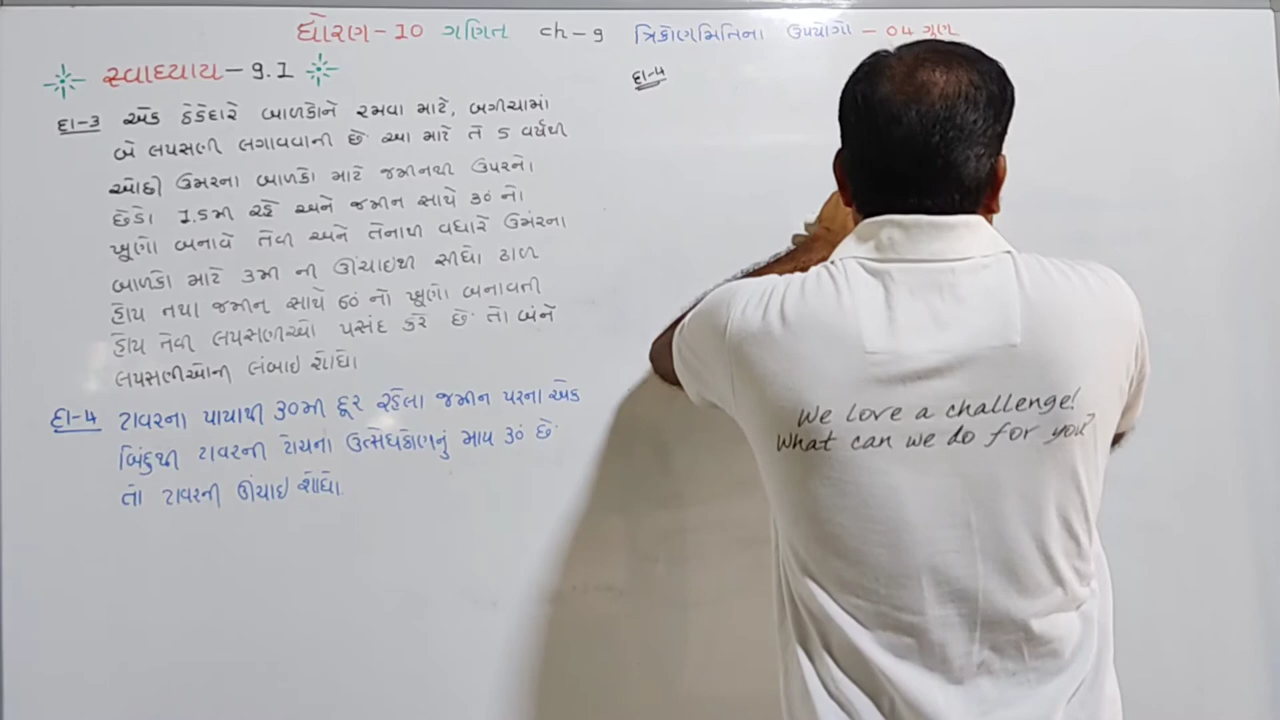 ધોરણ-10 ગણિત ch-9 ત્રિકોણમિતિના ઉપયોગો - 04 ગુણ
સ્વાધ્યાય - 9.1
દા-3 એક ઠેકેદારે બાળકોને રમવા માટે, બગીચામાં
બે લપસણી લગાવવાની છે આ માટે તે 5 વર્ષથી
ઓછી ઉંમરના બાળકો માટે જમીનથી ઉપરનો
છેડો 1.5મી રહે અને જમીન સાથે 30° નો
ખુણો બનાવે તેવી અને તેનાથી વધારે ઉંમરના
બાળકો માટે 3મી ની ઊંચાઇથી સીધો ઢાળ
હોય તથા જમીન સાથે 60° નો ખુણો બનાવતી
હોય તેવી લપસણીઓ પસંદ કરે છે તો બંને
લપસણીઓની લંબાઇ શોધો
દા-4 ટાવરના પાયાથી 30મી દૂર રહેલા જમીન પરના એક
બિંદુથી ટાવરની ટોચના ઉત્સેધકોણનું માપ 30° છે
તો ટાવરની ઊંચાઇ શોધો.
દા-4
We love a challenge!
What can we do for you?